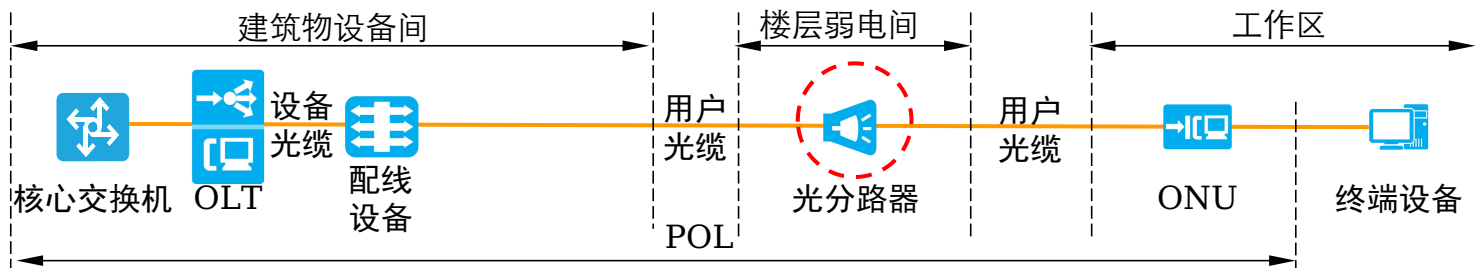 建筑物设备间
楼层弱电间
工作区
设备
光缆
用户
光缆
用户
光缆
核心交换机
OLT
配线
设备
光分路器
ONU
终端设备
POL